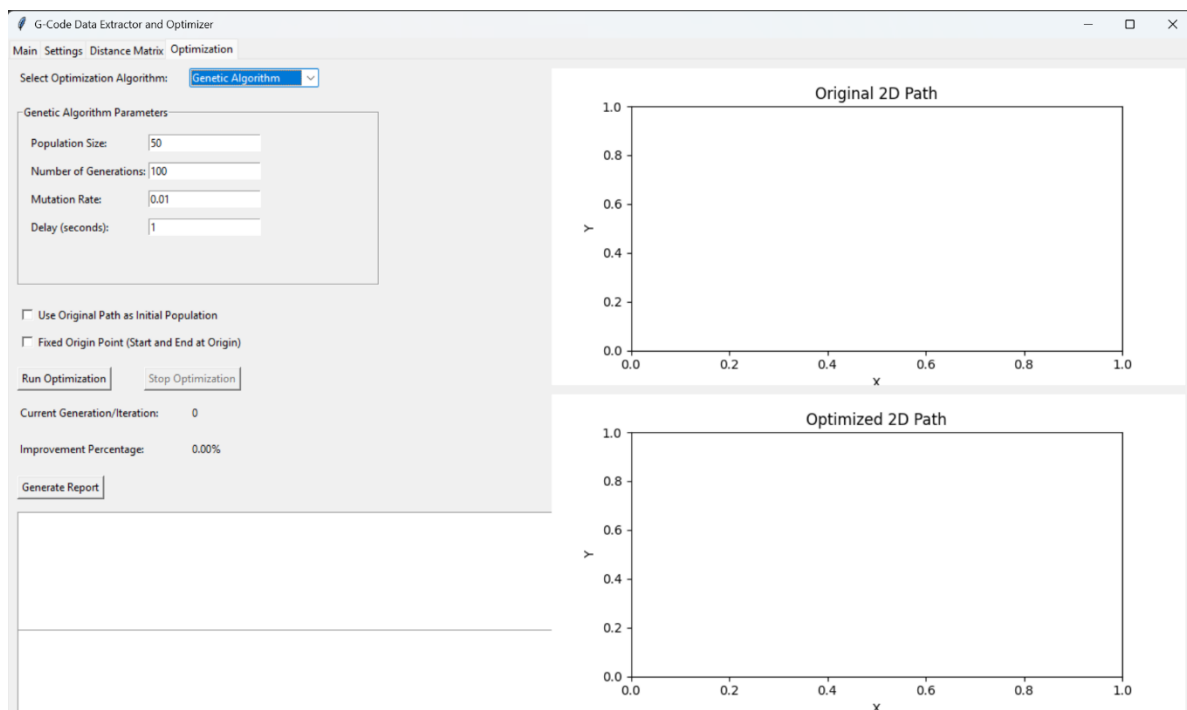 G-Code Data Extractor and Optimizer
Main Settings Distance Matrix Optimization
Select Optimization Algorithm: Genetic Algorithm
Genetic Algorithm Parameters
Population Size: 50
Number of Generations: 100
Mutation Rate: 0.01
Delay (seconds): 1
Use Original Path as Initial Population
Fixed Origin Point (Start and End at Origin)
Run Optimization Stop Optimization
Current Generation/Iteration: 0
Improvement Percentage: 0.00%
Generate Report
Original 2D Path
1.0
0.8
0.6
Y
0.4
0.2
0.0
0.0 0.2 0.4 0.6 0.8 1.0
X
Optimized 2D Path
1.0
0.8
0.6
Y
0.4
0.2
0.0
0.0 0.2 0.4 0.6 0.8 1.0
X